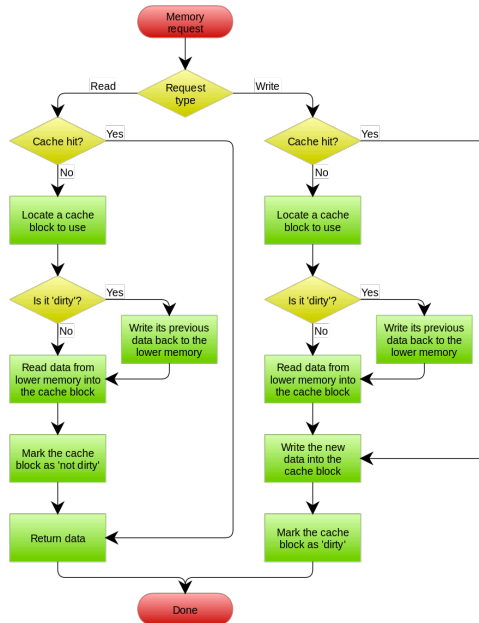 Memory
request
Request
type
Read
Write
Cache hit?
Yes
No
Locate a cache
block to use
Is it 'dirty'?
Yes
No
Write its previous
data back to the
lower memory
Read data from
lower memory into
the cache block
Mark the cache
block as 'not dirty'
Return data
Cache hit?
Yes
No
Locate a cache
block to use
Is it 'dirty'?
Yes
No
Write its previous
data back to the
lower memory
Read data from
lower memory into
the cache block
Write the new
data into the
cache block
Mark the cache
block as 'dirty'
Done